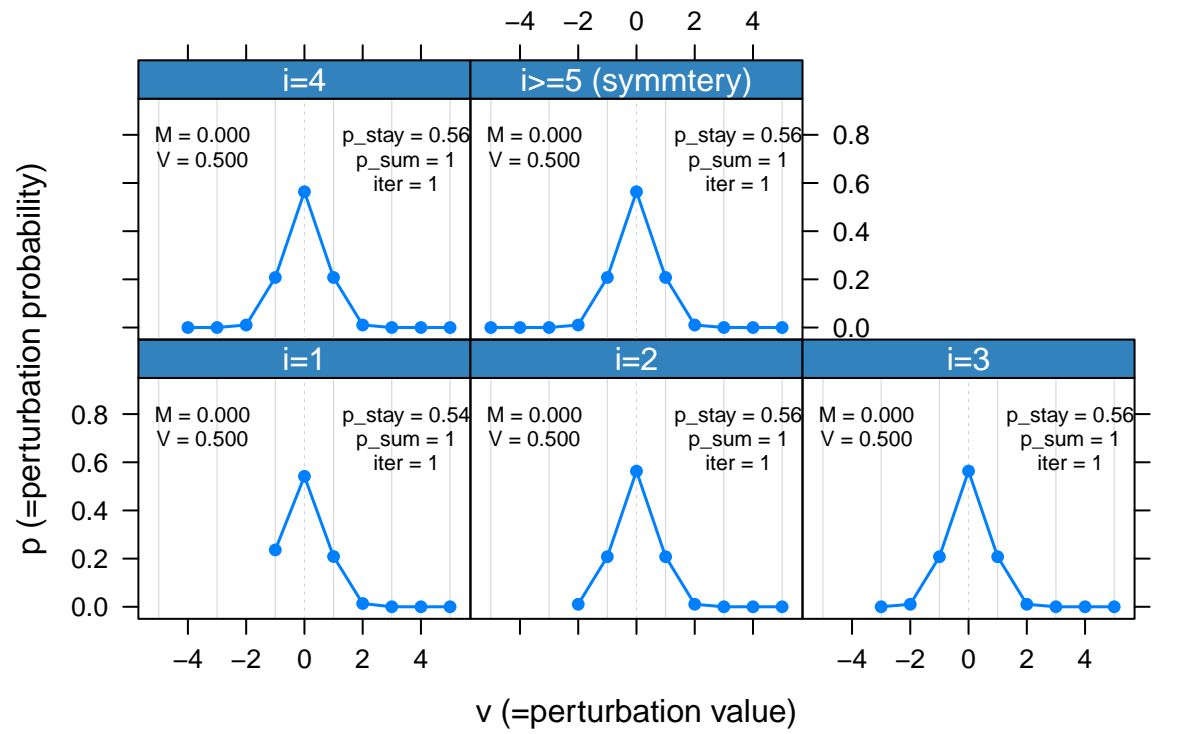 −4 −2 0 2 4
i=4
i>=5 (symmtery)
M = 0.000
V = 0.500
p_stay = 0.56
p_sum = 1
iter = 1
M = 0.000
V = 0.500
p_stay = 0.56
p_sum = 1
iter = 1
0.8
0.6
0.4
0.2
0.0
p (=perturbation probability)
i=1
i=2
i=3
0.8
0.6
0.4
0.2
0.0
M = 0.000
V = 0.500
p_stay = 0.54
p_sum = 1
iter = 1
M = 0.000
V = 0.500
p_stay = 0.56
p_sum = 1
iter = 1
M = 0.000
V = 0.500
p_stay = 0.56
p_sum = 1
iter = 1
−4 −2 0 2 4
−4 −2 0 2 4
v (=perturbation value)